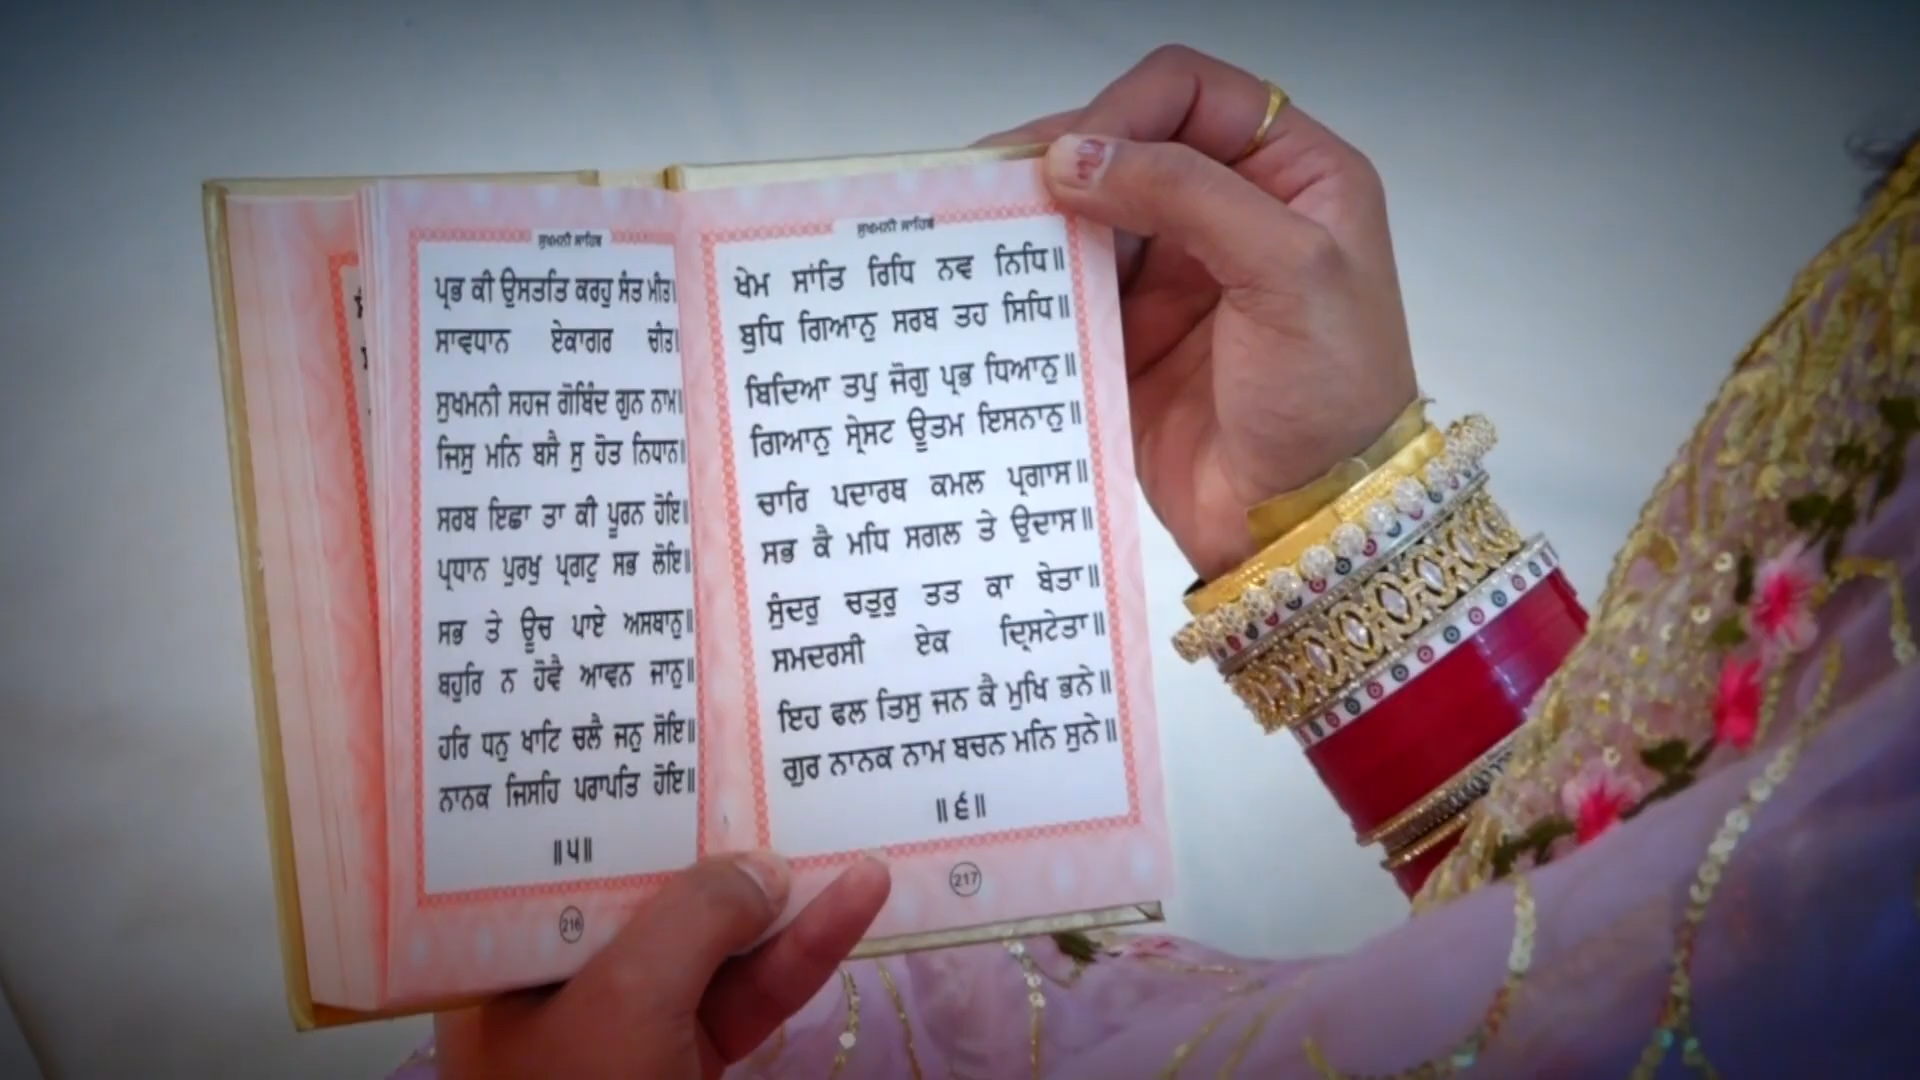 ਸੁਖਮਨੀ ਸਾਹਿਬ
ਪ੍ਰਭ ਕੀ ਉਸਤਤਿ ਕਰਹੁ ਸੰਤ ਮੀਤ॥
ਸਾਵਧਾਨ ਏਕਾਗਰ ਚੀਤ॥
ਸੁਖਮਨੀ ਸਹਜ ਗੋਬਿੰਦ ਗੁਨ ਨਾਮ॥
ਜਿਸੁ ਮਨਿ ਬਸੈ ਸੁ ਹੋਤ ਨਿਧਾਨ॥
ਸਰਬ ਇਛਾ ਤਾ ਕੀ ਪੂਰਨ ਹੋਇ॥
ਪ੍ਰਧਾਨ ਪੁਰਖੁ ਪ੍ਰਗਟੁ ਸਭ ਲੋਇ॥
ਸਭ ਤੇ ਊਚ ਪਾਏ ਅਸਥਾਨੁ॥
ਬਹੁਰਿ ਨ ਹੋਵੈ ਆਵਨ ਜਾਨੁ॥
ਹਰਿ ਧਨੁ ਖਾਟਿ ਚਲੈ ਜਨੁ ਸੋਇ॥
ਨਾਨਕ ਜਿਸਹਿ ਪਰਾਪਤਿ ਹੋਇ॥
॥੫॥
216
ਸੁਖਮਨੀ ਸਾਹਿਬ
ਖੇਮ ਸਾਂਤਿ ਰਿਧਿ ਨਵ ਨਿਧਿ॥
ਬੁਧਿ ਗਿਆਨੁ ਸਰਬ ਤਹ ਸਿਧਿ॥
ਬਿਦਿਆ ਤਪੁ ਜੋਗੁ ਪ੍ਰਭ ਧਿਆਨੁ॥
ਗਿਆਨੁ ਸ੍ਰੇਸਟ ਊਤਮ ਇਸਨਾਨੁ॥
ਚਾਰਿ ਪਦਾਰਥ ਕਮਲ ਪ੍ਰਗਾਸ॥
ਸਭ ਕੈ ਮਧਿ ਸਗਲ ਤੇ ਉਦਾਸ॥
ਸੁੰਦਰੁ ਚਤੁਰੁ ਤਤ ਕਾ ਬੇਤਾ॥
ਸਮਦਰਸੀ ਏਕ ਦ੍ਰਿਸਟੇਤਾ॥
ਇਹ ਫਲ ਤਿਸੁ ਜਨ ਕੈ ਮੁਖਿ ਭਨੇ॥
ਗੁਰ ਨਾਨਕ ਨਾਮ ਬਚਨ ਮਨਿ ਸੁਨੇ॥
॥੬॥
217